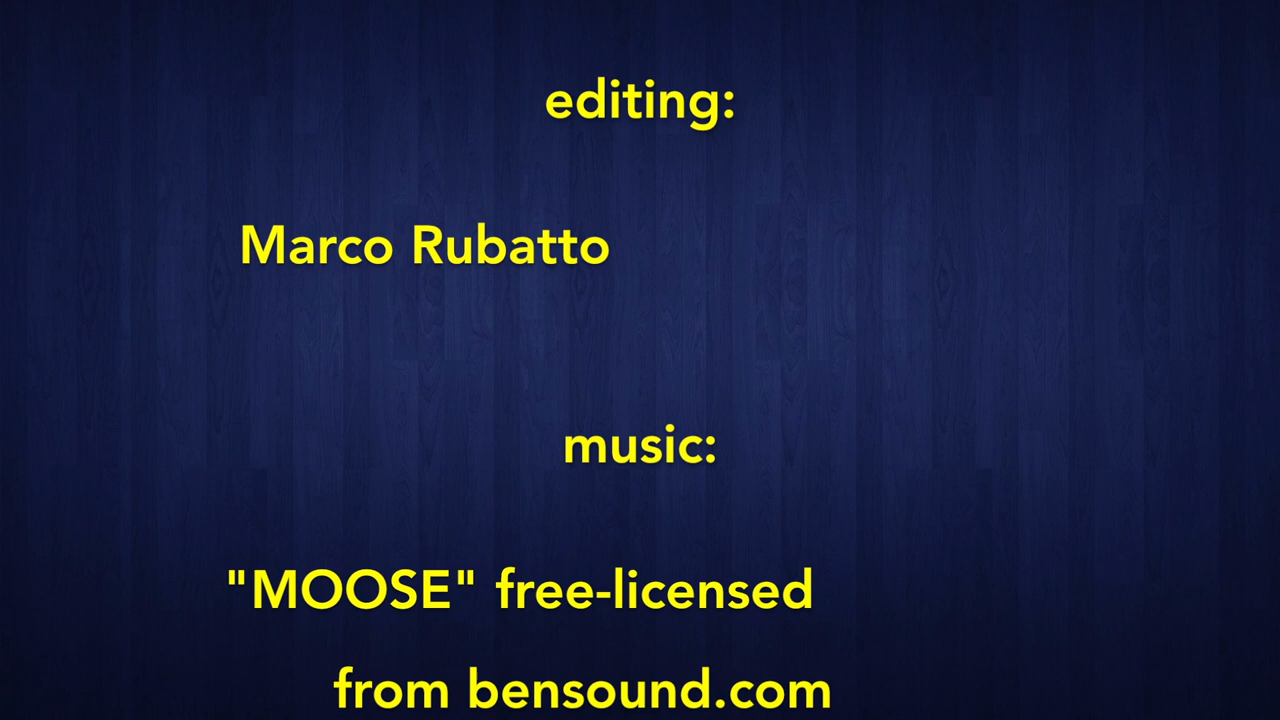 editing:
Marco Rubatto
music:
"MOOSE" free-licensed
from bensound.com